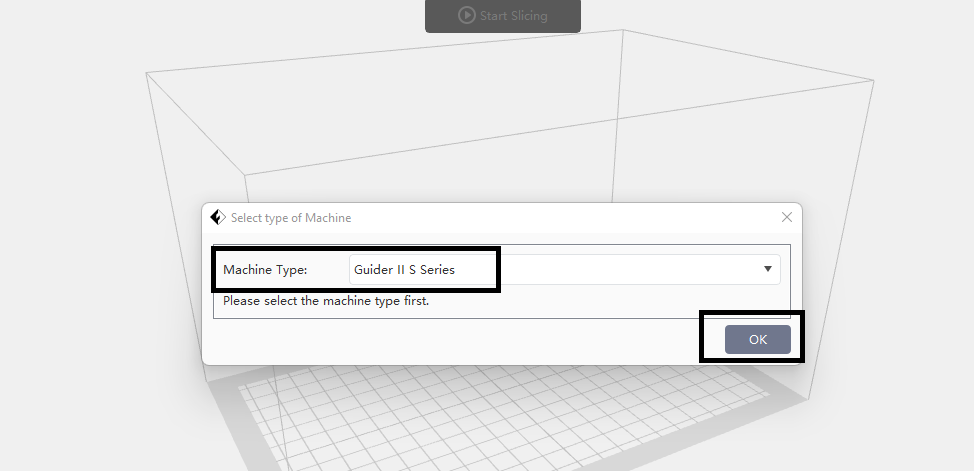 Start Slicing
Select type of Machine
Machine Type: Guider II S Series
Please select the machine type first.
OK